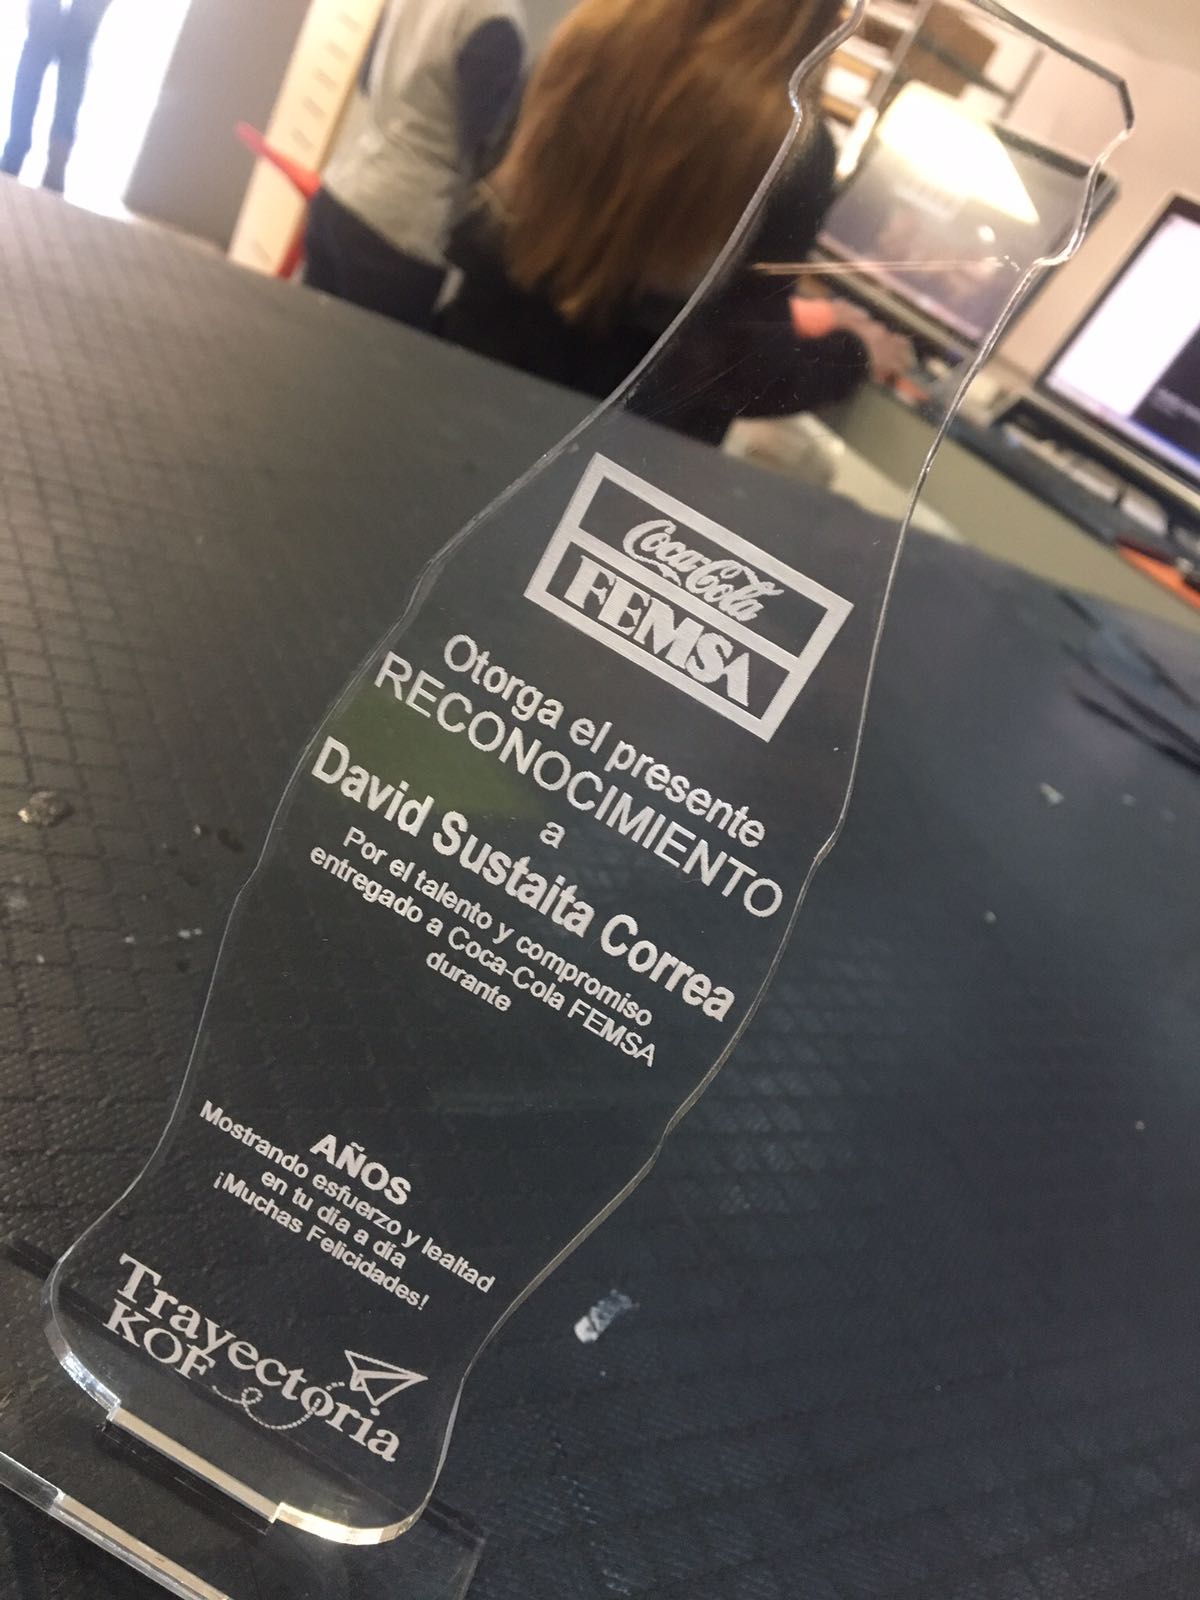 Coca-Cola
FEMSA
Otorga el presente
RECONOCIMIENTO
a
David Sustaita Correa
Por el talento y compromiso
entregado a Coca-Cola FEMSA
durante
AÑOS
Mostrando esfuerzo y lealtad
en tu día a día
¡Muchas Felicidades!
Trayectoria
KOF